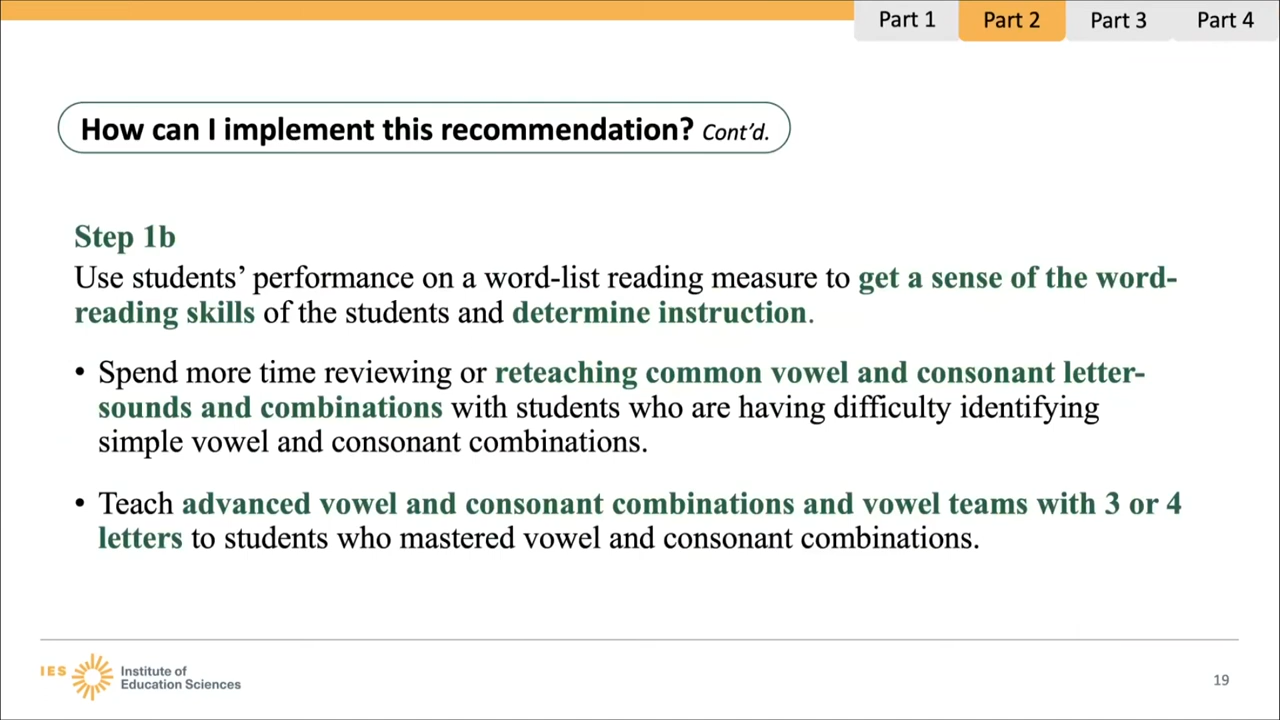 Part 1 Part 2 Part 3 Part 4
How can I implement this recommendation? Cont’d.
Step 1b
Use students’ performance on a word-list reading measure to get a sense of the word-
reading skills of the students and determine instruction.
• Spend more time reviewing or reteaching common vowel and consonant letter-
sounds and combinations with students who are having difficulty identifying
simple vowel and consonant combinations.
• Teach advanced vowel and consonant combinations and vowel teams with 3 or 4
letters to students who mastered vowel and consonant combinations.
IES Institute of
Education Sciences
19